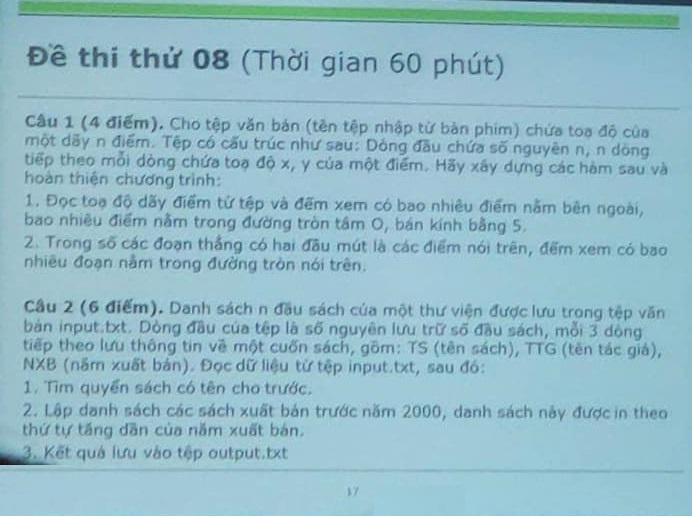 Đề thi thử 08 (Thời gian 60 phút)
Câu 1 (4 điểm). Cho tệp văn bản (tên tệp nhập từ bàn phím) chứa toạ độ của
một dãy n điểm. Tệp có cấu trúc như sau: Dòng đầu chứa số nguyên n, n dòng
tiếp theo mỗi dòng chứa toạ độ x, y của một điểm. Hãy xây dựng các hàm sau và
hoàn thiện chương trình:
1. Đọc toạ độ dãy điểm từ tệp và đếm xem có bao nhiêu điểm nằm bên ngoài,
bao nhiêu điểm nằm trong đường tròn tâm O, bán kính bằng 5.
2. Trong số các đoạn thẳng có hai đầu mút là các điểm nói trên, đếm xem có bao
nhiêu đoạn nằm trong đường tròn nói trên.
Câu 2 (6 điểm). Danh sách n đầu sách của một thư viện được lưu trong tệp văn
bản input.txt. Dòng đầu của tệp là số nguyên lưu trữ số đầu sách, mỗi 3 dòng
tiếp theo lưu thông tin về một cuốn sách, gồm: TS (tên sách), TTG (tên tác giả),
NXB (năm xuất bản). Đọc dữ liệu từ tệp input.txt, sau đó:
1. Tìm quyển sách có tên cho trước.
2. Lập danh sách các sách xuất bản trước năm 2000, danh sách này được in theo
thứ tự tăng dần của năm xuất bản.
3. Kết quả lưu vào tệp output.txt
17